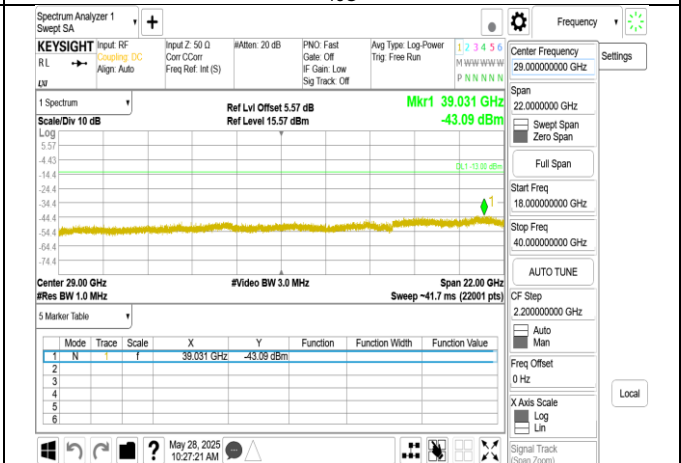 Spectrum Analyzer 1
Swept SA
+
Frequency
KEYSIGHT
Input: RF
Coupling: DC
Align: Auto
Input Z: 50 Ω
Corr CCorr
Freq Ref: Int (S)
#Atten: 20 dB
PNO: Fast
Gate: Off
IF Gain: Low
Sig Track: Off
Avg Type: Log-Power
Trig: Free Run
1 2 3 4 5 6
M W W W W W
P N N N N N
RL
LXI
Center Frequency
29.000000000 GHz
Settings
Span
22.0000000 GHz
Swept Span
Zero Span
Full Span
Start Freq
18.000000000 GHz
Stop Freq
40.000000000 GHz
AUTO TUNE
CF Step
2.200000000 GHz
Auto
Man
Freq Offset
0 Hz
X Axis Scale
Log
Lin
Signal Track
(Span Zoom)
Local
1 Spectrum
Scale/Div 10 dB
Ref Lvl Offset 5.57 dB
Ref Level 15.57 dBm
Mkr1 39.031 GHz
-43.09 dBm
Log
5.57
-4.43
-14.4
-24.4
-34.4
-44.4
-54.4
-64.4
-74.4
DL1 -13.00 dBm
1
Center 29.00 GHz
#Video BW 3.0 MHz
Span 22.00 GHz
#Res BW 1.0 MHz
Sweep ~41.7 ms (22001 pts)
5 Marker Table
Mode Trace Scale X Y Function Function Width Function Value
1 N 1 f 39.031 GHz -43.09 dBm
2
3
4
5
6
?
May 28, 2025
10:27:21 AM